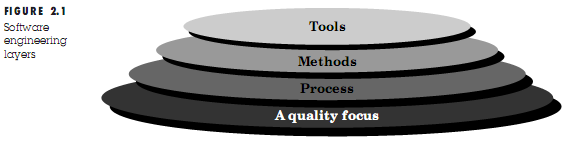 FIGURE 2.1
Software
engineering
layers
Tools
Methods
Process
A quality focus